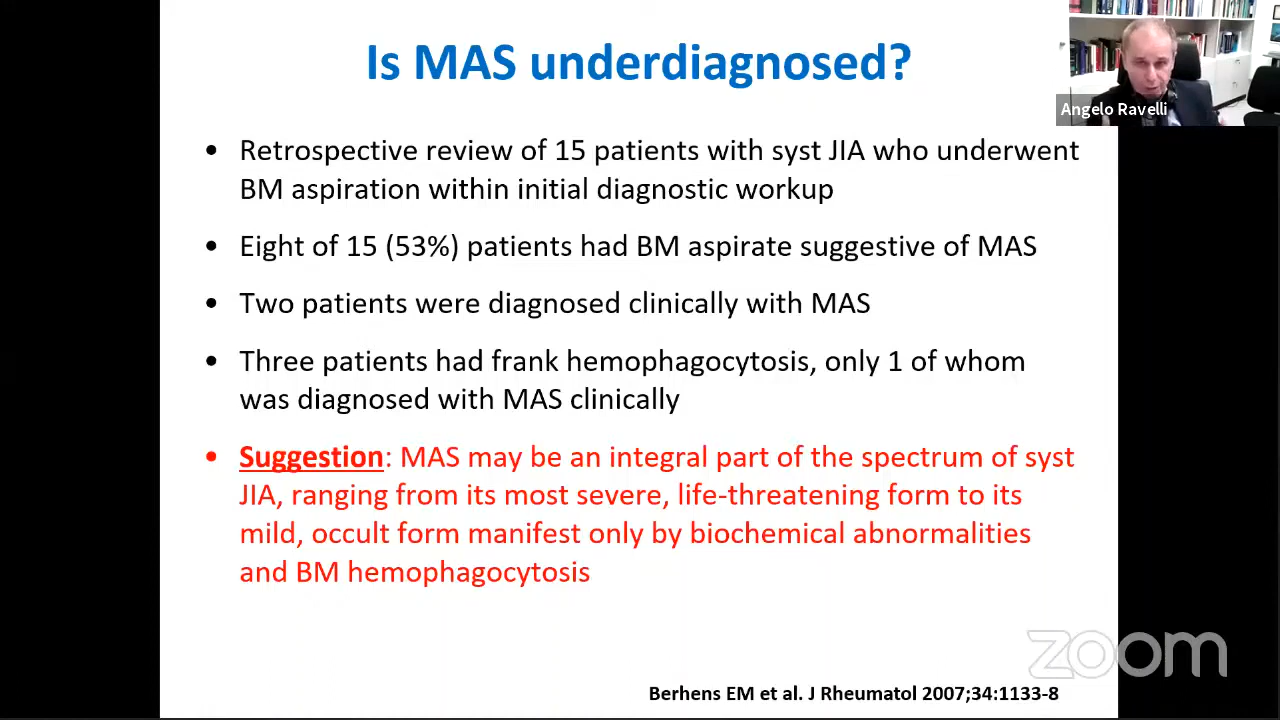 Is MAS underdiagnosed?
Angelo Ravelli
• Retrospective review of 15 patients with syst JIA who underwent
BM aspiration within initial diagnostic workup
• Eight of 15 (53%) patients had BM aspirate suggestive of MAS
• Two patients were diagnosed clinically with MAS
• Three patients had frank hemophagocytosis, only 1 of whom
was diagnosed with MAS clinically
• Suggestion: MAS may be an integral part of the spectrum of syst
JIA, ranging from its most severe, life-threatening form to its
mild, occult form manifest only by biochemical abnormalities
and BM hemophagocytosis
zoom
Berhens EM et al. J Rheumatol 2007;34:1133-8